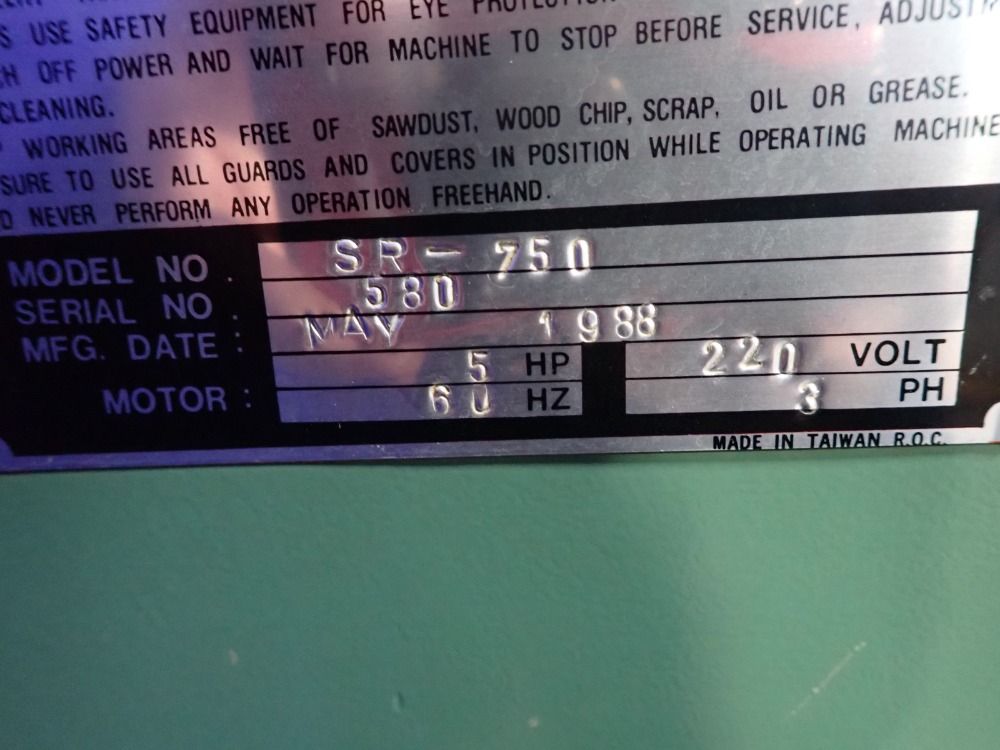 USE SAFETY EQUIPMENT FOR EYE
OFF POWER AND WAIT FOR MACHINE TO STOP BEFORE SERVICE,
CLEANING.
WORKING AREAS FREE OF SAWDUST, WOOD CHIP, SCRAP, OIL OR GREASE.
SURE TO USE ALL GUARDS AND COVERS IN POSITION WHILE OPERATING MACHINE
NEVER PERFORM ANY OPERATION FREEHAND.
MODEL NO. SR-750
SERIAL NO. 580
MFG. DATE: MAY 1988
MOTOR: 5 HP 220 VOLT
60 HZ 3 PH
MADE IN TAIWAN R.O.C.